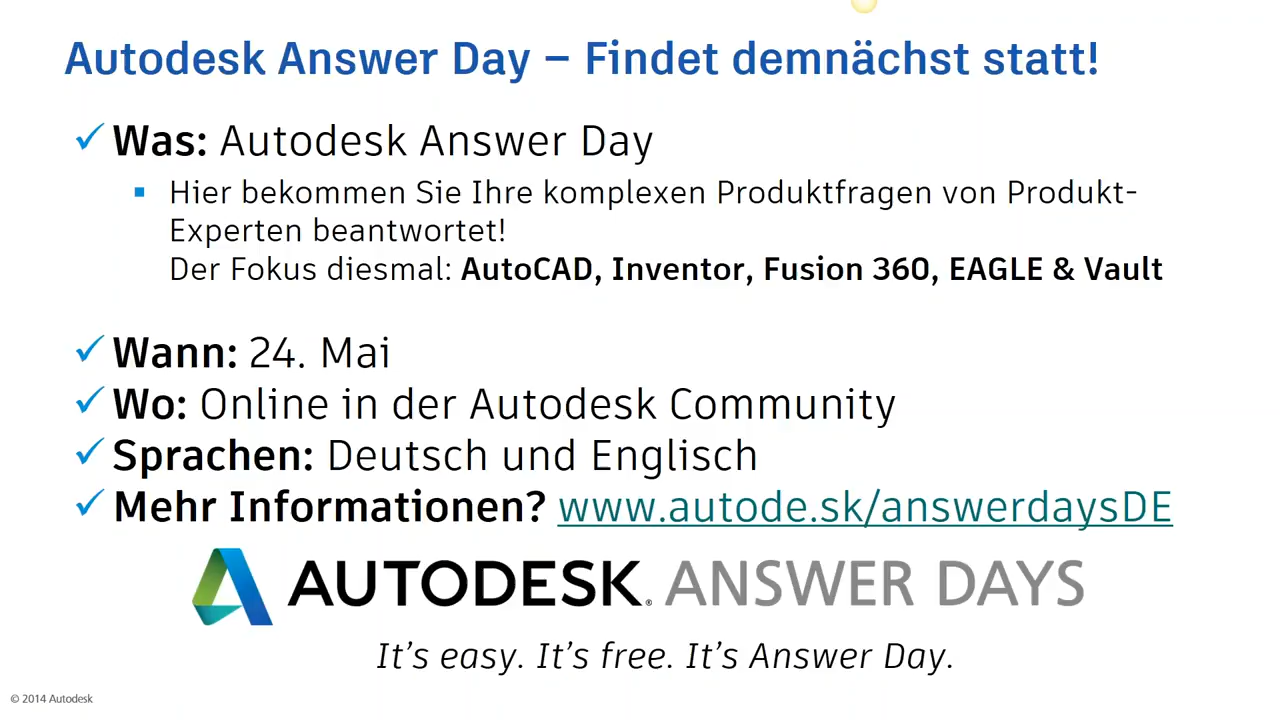 Autodesk Answer Day – Findet demnächst statt!
Was: Autodesk Answer Day
Hier bekommen Sie Ihre komplexen Produktfragen von Produkt-
Experten beantwortet!
Der Fokus diesmal: AutoCAD, Inventor, Fusion 360, EAGLE & Vault
Wann: 24. Mai
Wo: Online in der Autodesk Community
Sprachen: Deutsch und Englisch
Mehr Informationen? www.autode.sk/answerdaysDE
AUTODESK® ANSWER DAYS
It's easy. It's free. It's Answer Day.
© 2014 Autodesk